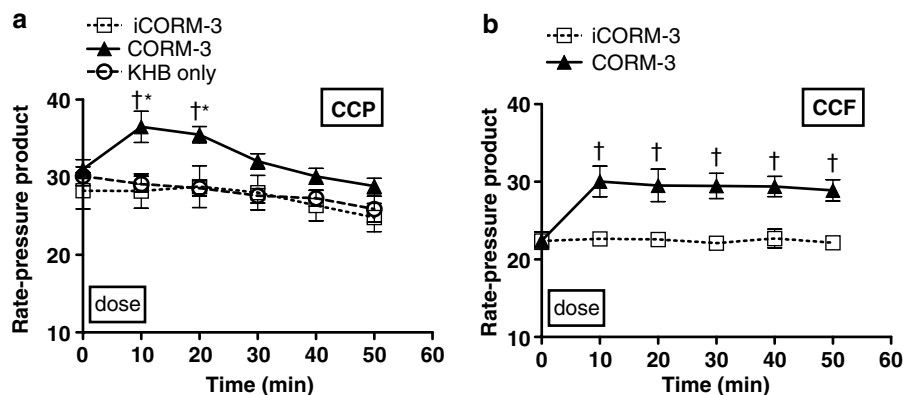 a
iCORM-3
CORM-3
KHB only
†* †*
CCP
40
30
20
10
Rate-pressure product
dose
0 10 20 30 40 50 60
Time (min)
b
iCORM-3
CORM-3
CCF
† † † † †
40
30
20
10
Rate-pressure product
dose
0 10 20 30 40 50 60
Time (min)